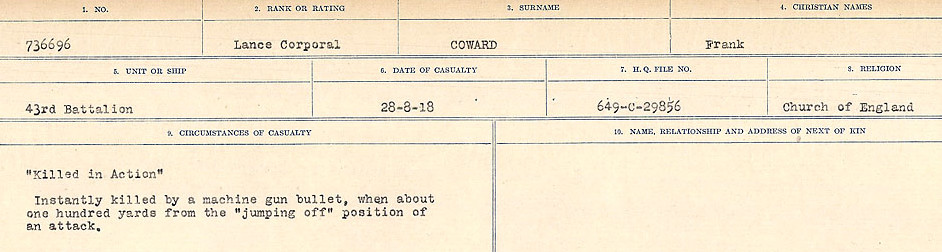 1. NO. 2. RANK OR RATING 3. SURNAME 4. CHRISTIAN NAMES
736696 Lance Corporal COWARD Frank
5. UNIT OR SHIP 6. DATE OF CASUALTY 7. H.Q. FILE NO. 8. RELIGION
43rd Battalion 28-8-18 649-C-29856 Church of England
9. CIRCUMSTANCES OF CASUALTY 10. NAME, RELATIONSHIP AND ADDRESS OF NEXT OF KIN
"Killed in Action"
Instantly killed by a machine gun bullet, when about
one hundred yards from the "jumping off" position of
an attack.